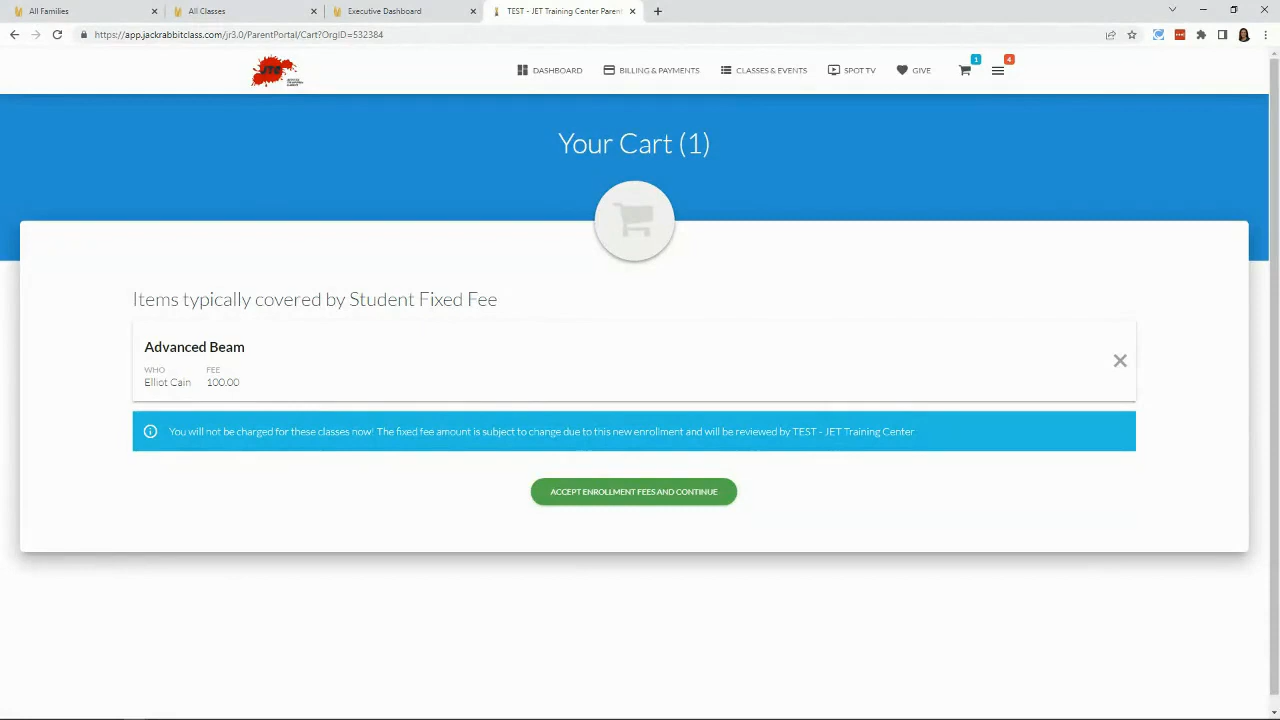 All Families
All Classes
Executive Dashboard
TEST - JET Training Center Paren
https://app.jackrabbitclass.com/jr3.0/ParentPortal/Cart?OrgID=532384
JTC
DASHBOARD
BILLING & PAYMENTS
CLASSES & EVENTS
SPOT TV
GIVE
1
4
Your Cart (1)
Items typically covered by Student Fixed Fee
Advanced Beam
WHO FEE
Elliot Cain 100.00
You will not be charged for these classes now! The fixed fee amount is subject to change due to this new enrollment and will be reviewed by TEST - JET Training Center
ACCEPT ENROLLMENT FEES AND CONTINUE